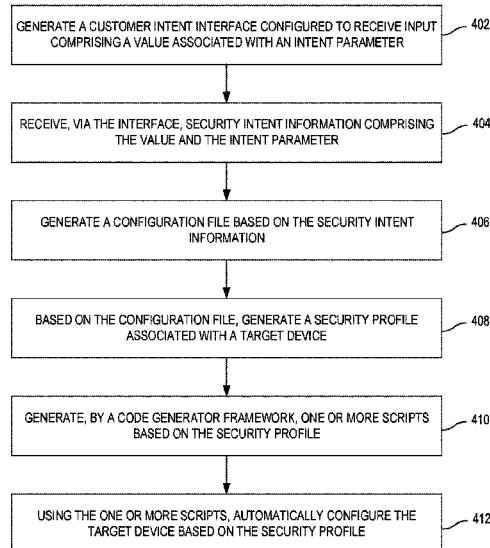 GENERATE A CUSTOMER INTENT INTERFACE CONFIGURED TO RECEIVE INPUT
COMPRISING A VALUE ASSOCIATED WITH AN INTENT PARAMETER
402
RECEIVE, VIA THE INTERFACE, SECURITY INTENT INFORMATION COMPRISING
THE VALUE AND THE INTENT PARAMETER
404
GENERATE A CONFIGURATION FILE BASED ON THE SECURITY INTENT
INFORMATION
406
BASED ON THE CONFIGURATION FILE, GENERATE A SECURITY PROFILE
ASSOCIATED WITH A TARGET DEVICE
408
GENERATE, BY A CODE GENERATOR FRAMEWORK, ONE OR MORE SCRIPTS
BASED ON THE SECURITY PROFILE
410
USING THE ONE OR MORE SCRIPTS, AUTOMATICALLY CONFIGURE THE
TARGET DEVICE BASED ON THE SECURITY PROFILE
412